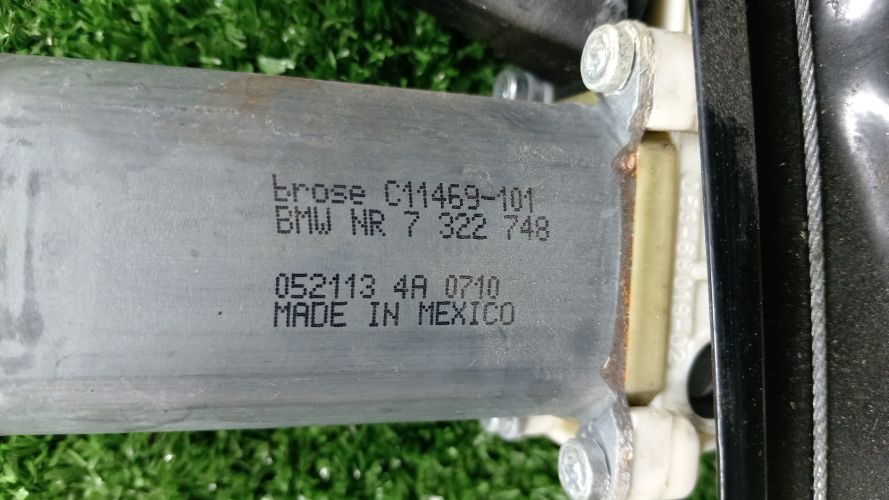 brose C11469-101
BMW NR 7 322 748
052113 4A 0710
MADE IN MEXICO